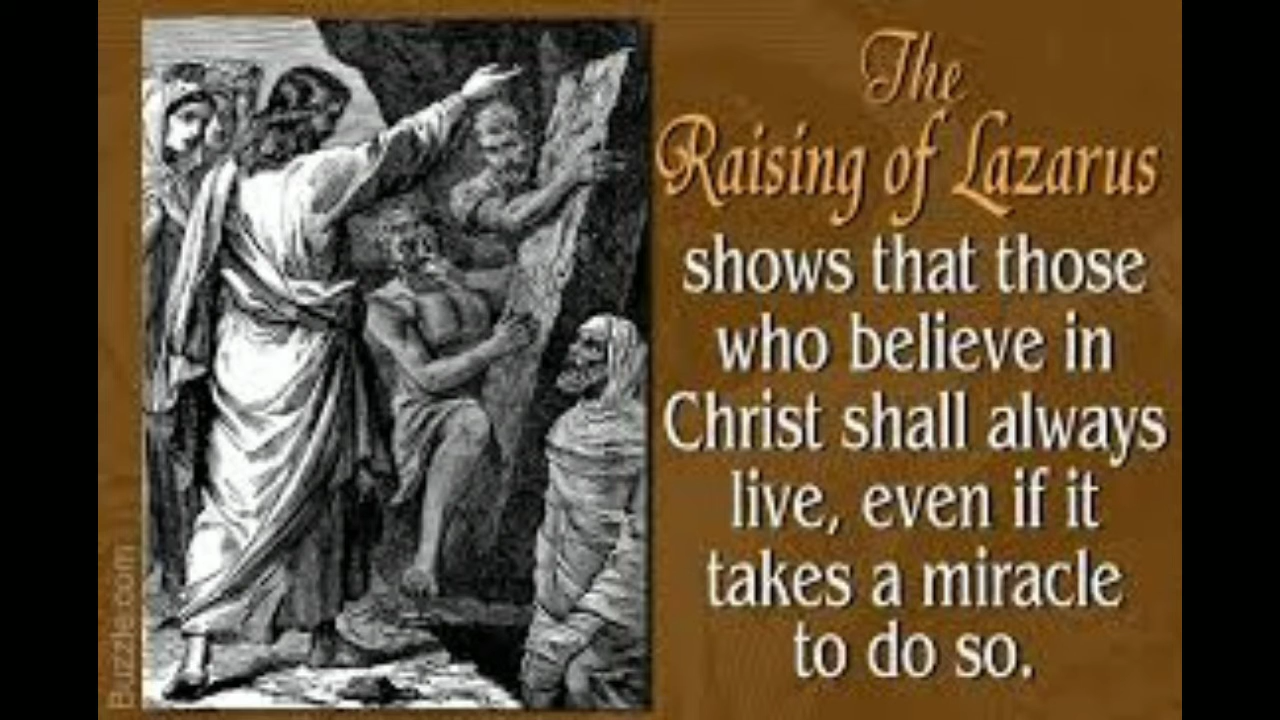 The
Raising of Lazarus
shows that those
who believe in
Christ shall always
live, even if it
takes a miracle
to do so.
Buzzle.com